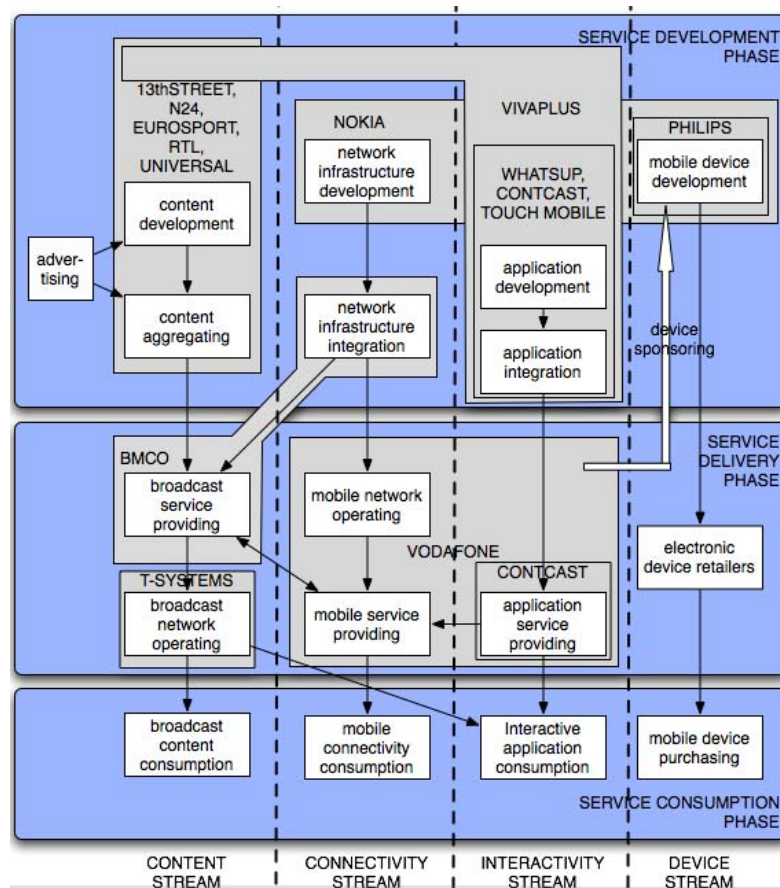 SERVICE DEVELOPMENT
PHASE
13thSTREET,
N24,
EUROSPORT,
RTL,
UNIVERSAL
NOKIA
VIVAPLUS
PHILIPS
network
infrastructure
development
mobile device
development
WHATSUP,
CONTCAST,
TOUCH MOBILE
content
development
adver-
tising
application
development
content
aggregating
network
infrastructure
integration
device
sponsoring
application
integration
SERVICE
DELIVERY
PHASE
BMCO
broadcast
service
providing
mobile network
operating
VODAFONE
electronic
device retailers
T-SYSTEMS
CONTCAST
broadcast
network
operating
mobile service
providing
application
service
providing
broadcast
content
consumption
mobile
connectivity
consumption
Interactive
application
consumption
mobile device
purchasing
SERVICE CONSUMPTION
PHASE
CONTENT
STREAM
CONNECTIVITY
STREAM
INTERACTIVITY
STREAM
DEVICE
STREAM